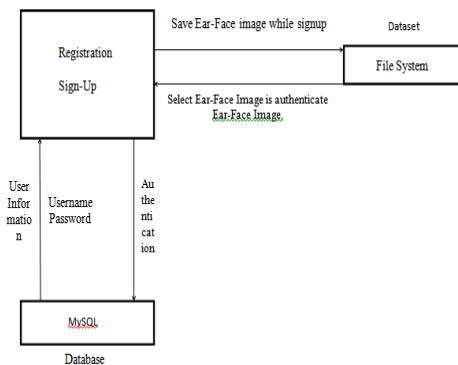 Save Ear-Face image while signup
Dataset
Registration
Sign-Up
File System
Select Ear-Face Image is authenticate
Ear-Face Image.
User
Infor
matio
n
Username
Password
Au
the
nti
cat
ion
MySQL
Database